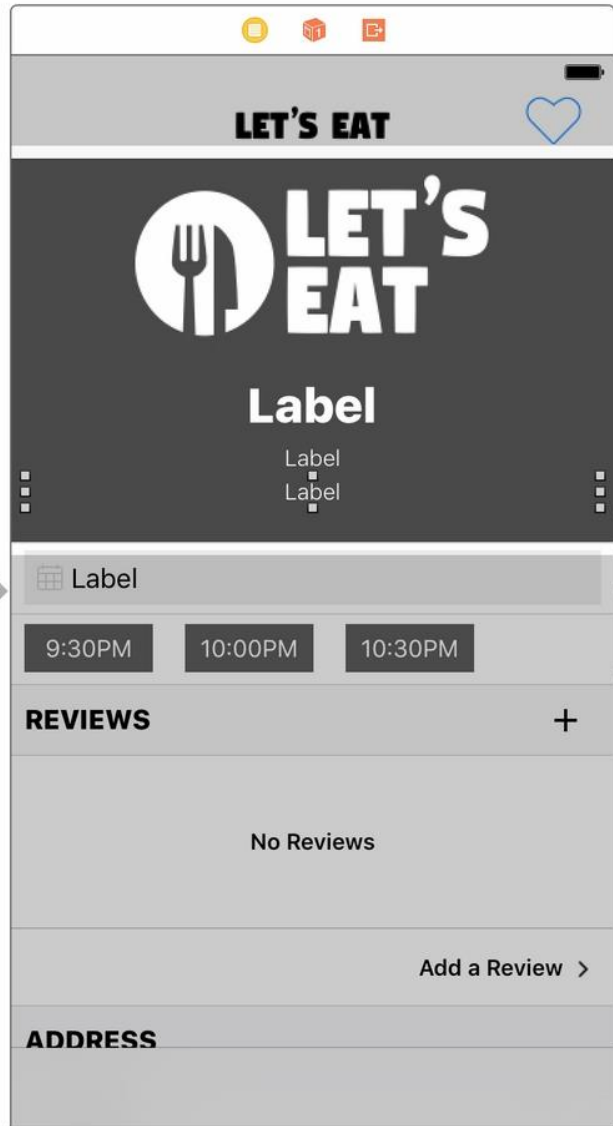 LET'S EAT
LET'S
EAT
Label
Label
Label
Label
9:30PM 10:00PM 10:30PM
REVIEWS +
No Reviews
Add a Review >
ADDRESS